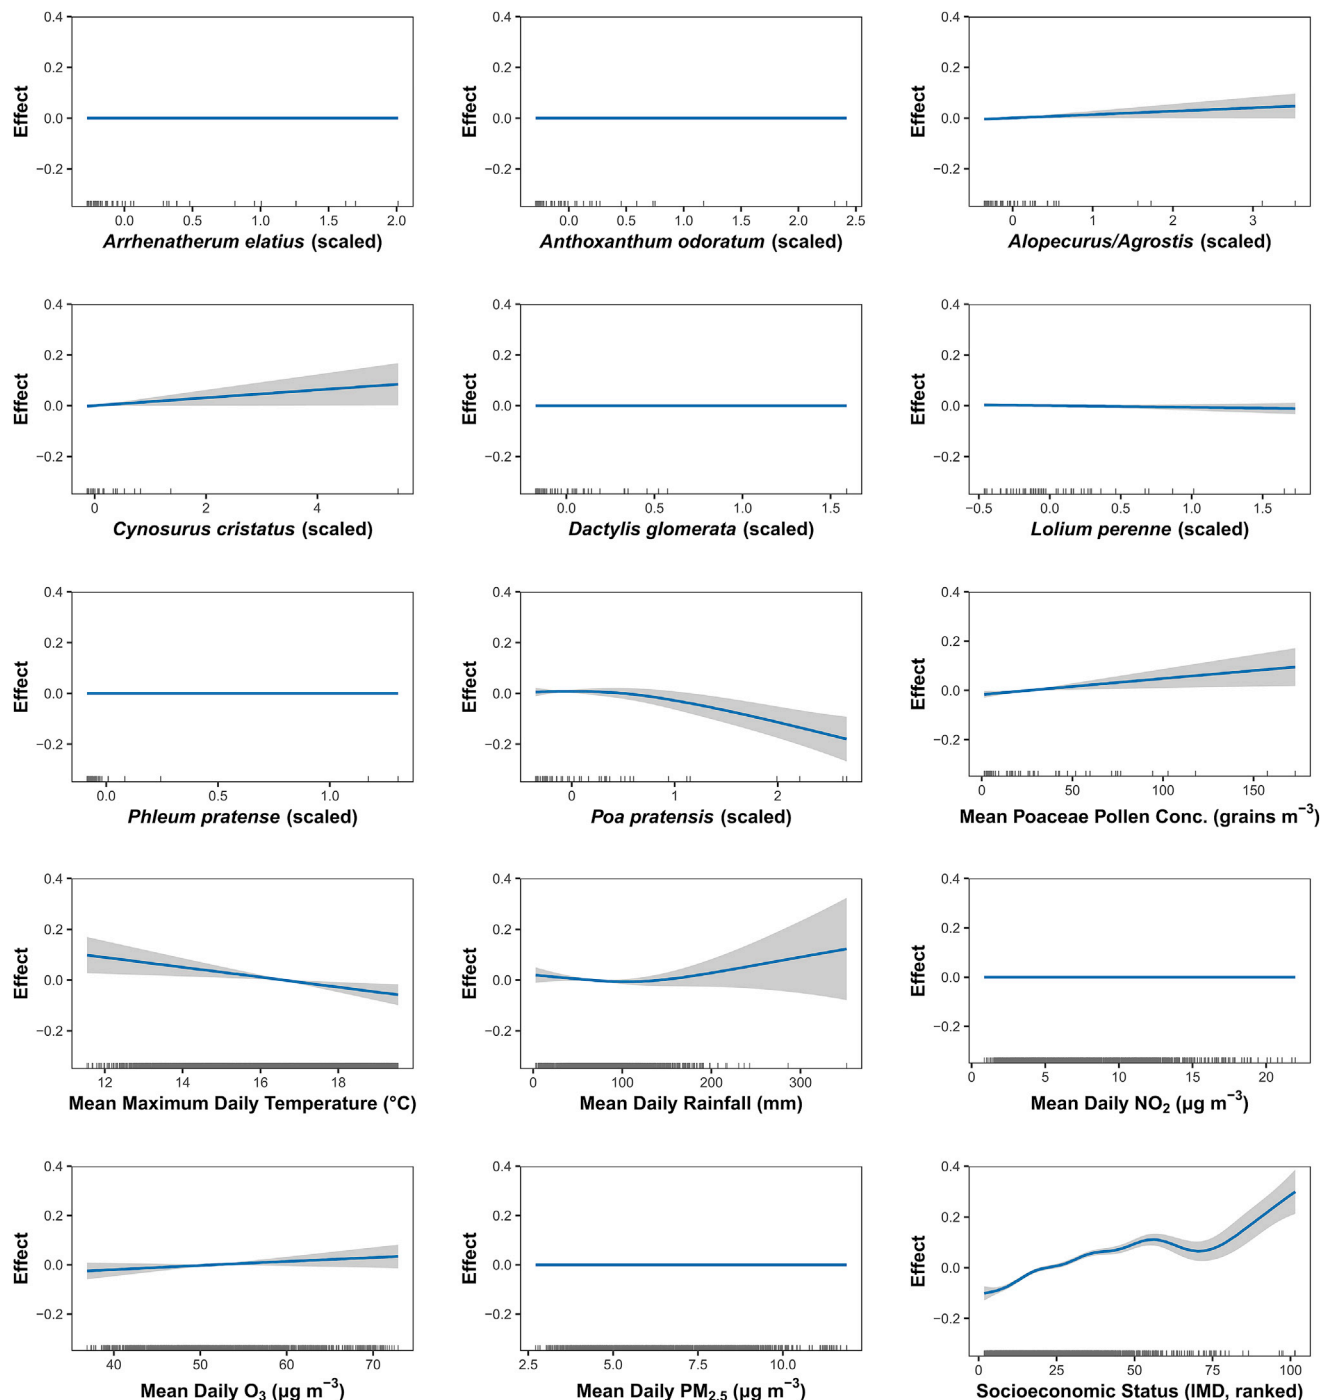 0.4
0.2
Effect
0.0
−0.2
0.0 0.5 1.0 1.5 2.0
Arrhenatherum elatius (scaled)
0.4
0.2
Effect
0.0
−0.2
0.0 0.5 1.0 1.5 2.0 2.5
Anthoxanthum odoratum (scaled)
0.4
0.2
Effect
0.0
−0.2
0 1 2 3
Alopecurus/Agrostis (scaled)
0.4
0.2
Effect
0.0
−0.2
0 2 4
Cynosurus cristatus (scaled)
0.4
0.2
Effect
0.0
−0.2
0.0 0.5 1.0 1.5
Dactylis glomerata (scaled)
0.4
0.2
Effect
0.0
−0.2
−0.5 0.0 0.5 1.0 1.5
Lolium perenne (scaled)
0.4
0.2
Effect
0.0
−0.2
0.0 0.5 1.0
Phleum pratense (scaled)
0.4
0.2
Effect
0.0
−0.2
0 1 2
Poa pratensis (scaled)
0.4
0.2
Effect
0.0
−0.2
0 50 100 150
Mean Poaceae Pollen Conc. (grains m⁻³)
0.4
0.2
Effect
0.0
−0.2
12 14 16 18
Mean Maximum Daily Temperature (°C)
0.4
0.2
Effect
0.0
−0.2
0 100 200 300
Mean Daily Rainfall (mm)
0.4
0.2
Effect
0.0
−0.2
0 5 10 15 20
Mean Daily NO₂ (µg m⁻³)
0.4
0.2
Effect
0.0
−0.2
40 50 60 70
Mean Daily O₃ (µg m⁻³)
0.4
0.2
Effect
0.0
−0.2
2.5 5.0 7.5 10.0
Mean Daily PM₂.₅ (µg m⁻³)
0.4
0.2
Effect
0.0
−0.2
0 25 50 75 100
Socioeconomic Status (IMD, ranked)